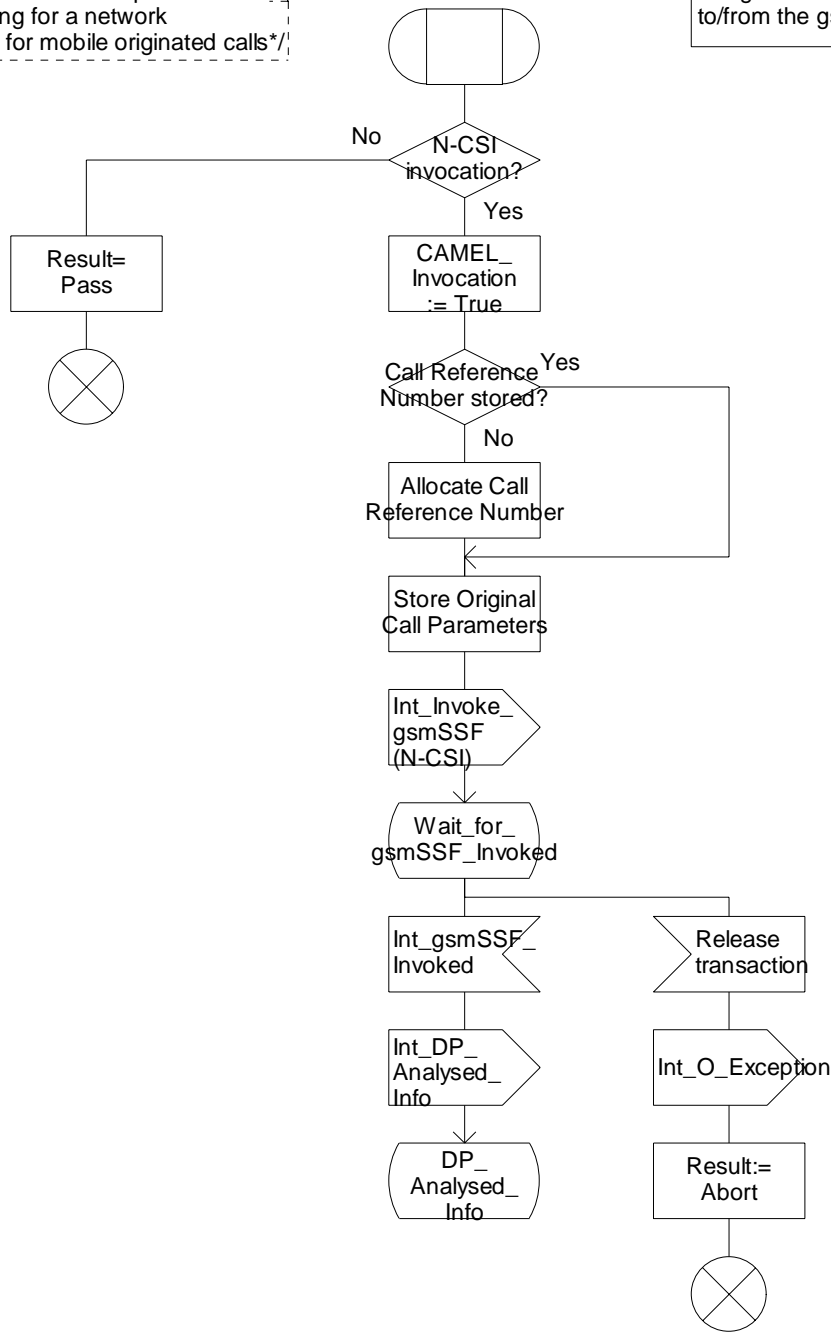 ng for a network
for mobile originated calls*/
to/from the gs
No
N-CSI
invocation?
Yes
Result=
Pass
CAMEL_
Invocation
:= True
Call Reference
Number stored?
Yes
No
Allocate Call
Reference Number
Store Original
Call Parameters
Int_Invoke_
gsmSSF
(N-CSI)
Wait_for_
gsmSSF_Invoked
Int_gsmSSF_
Invoked
Release
transaction
Int_DP_
Analysed_
Info
Int_O_Exception
DP_
Analysed_
Info
Result:=
Abort